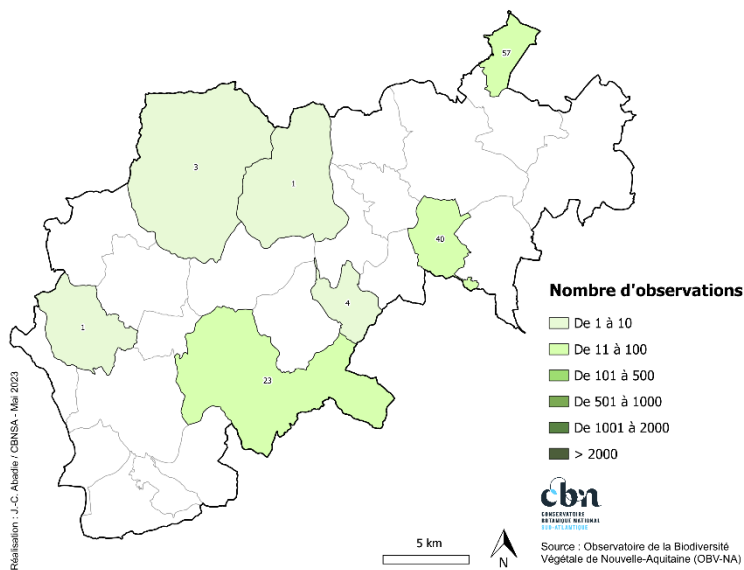 57
3
1
40
4
1
23
Nombre d'observations
De 1 à 10
De 11 à 100
De 101 à 500
De 501 à 1000
De 1001 à 2000
> 2000
Réalisation : J.-C. Abadie / CBNSA - Mai 2023
cbn
CONSERVATOIRE
BOTANIQUE NATIONAL
SUD-ATLANTIQUE
5 km
N
Source : Observatoire de la Biodiversité
Végétale de Nouvelle-Aquitaine (OBV-NA)